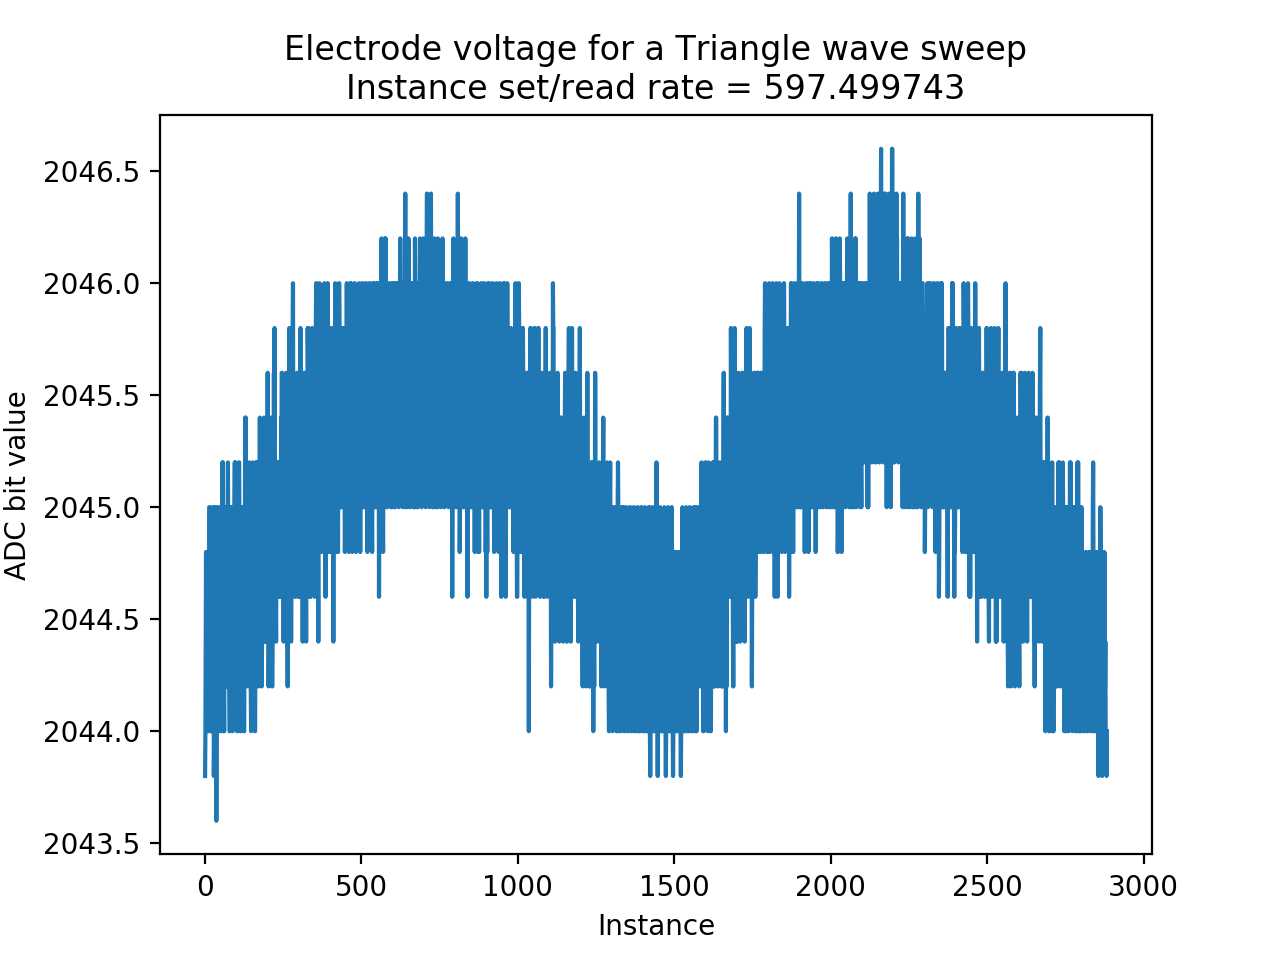 Electrode voltage for a Triangle wave sweep
Instance set/read rate = 597.499743
ADC bit value
2046.5
2046.0
2045.5
2045.0
2044.5
2044.0
2043.5
0 500 1000 1500 2000 2500 3000
Instance